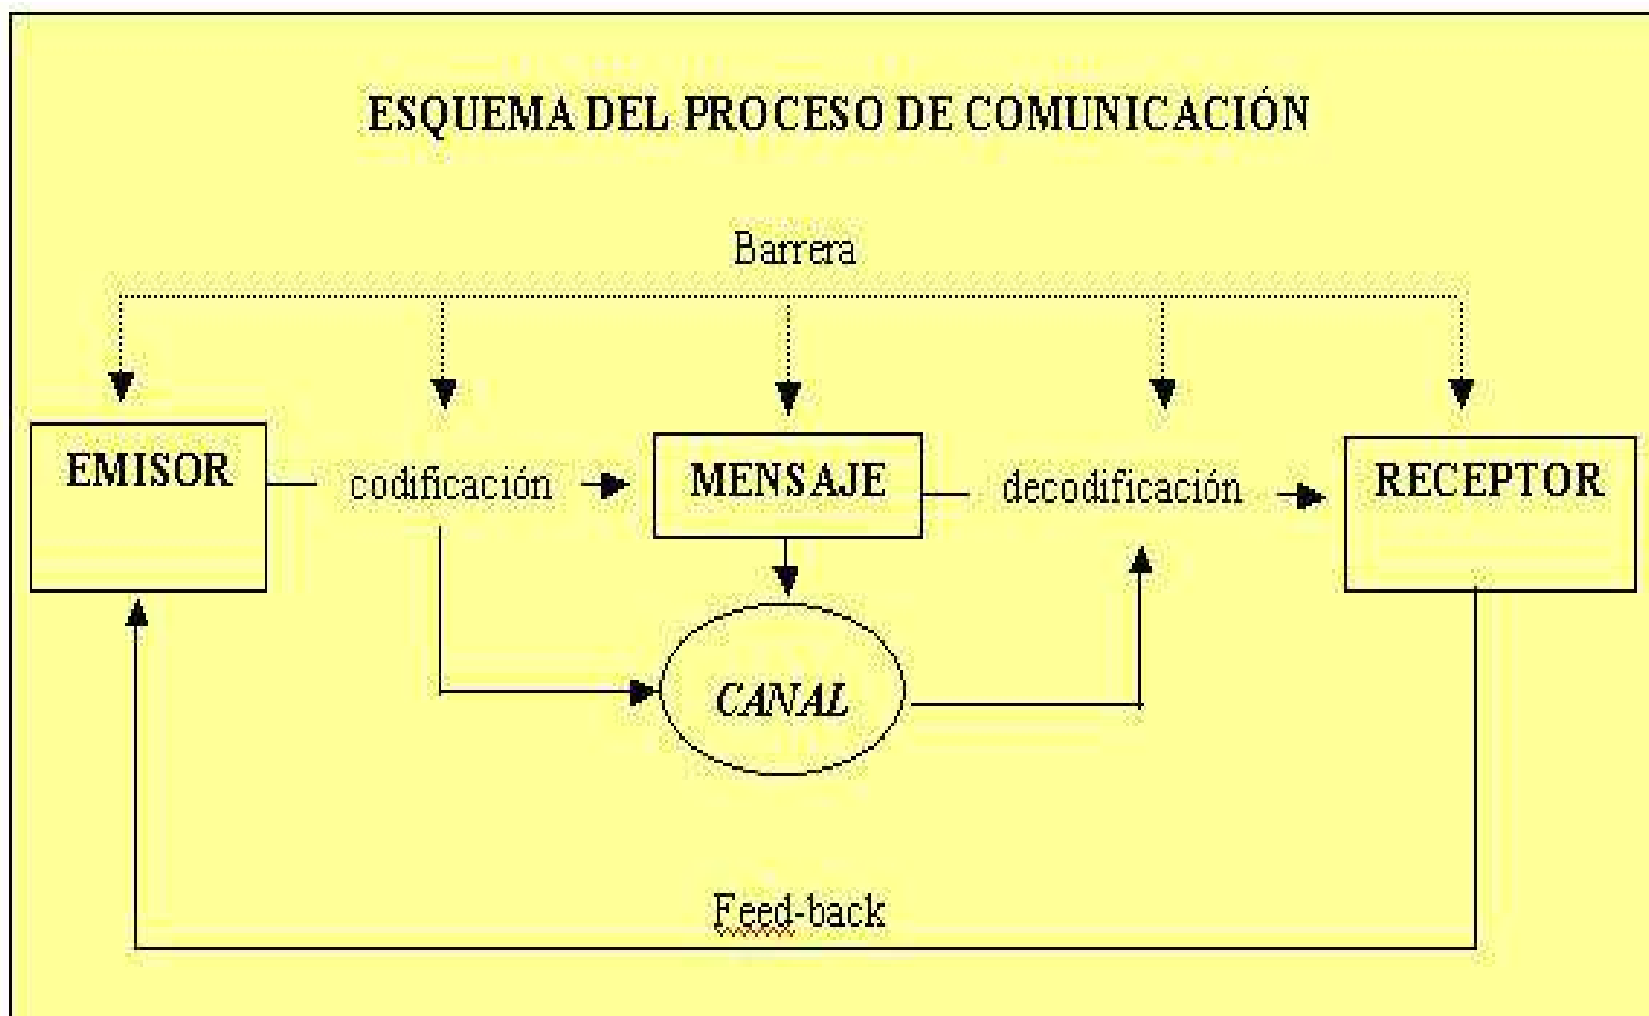 ESQUEMA DEL PROCESO DE COMUNICACIÓN
Barrera
EMISOR
codificación
MENSAJE
decodificación
RECEPTOR
CANAL
Feed-back